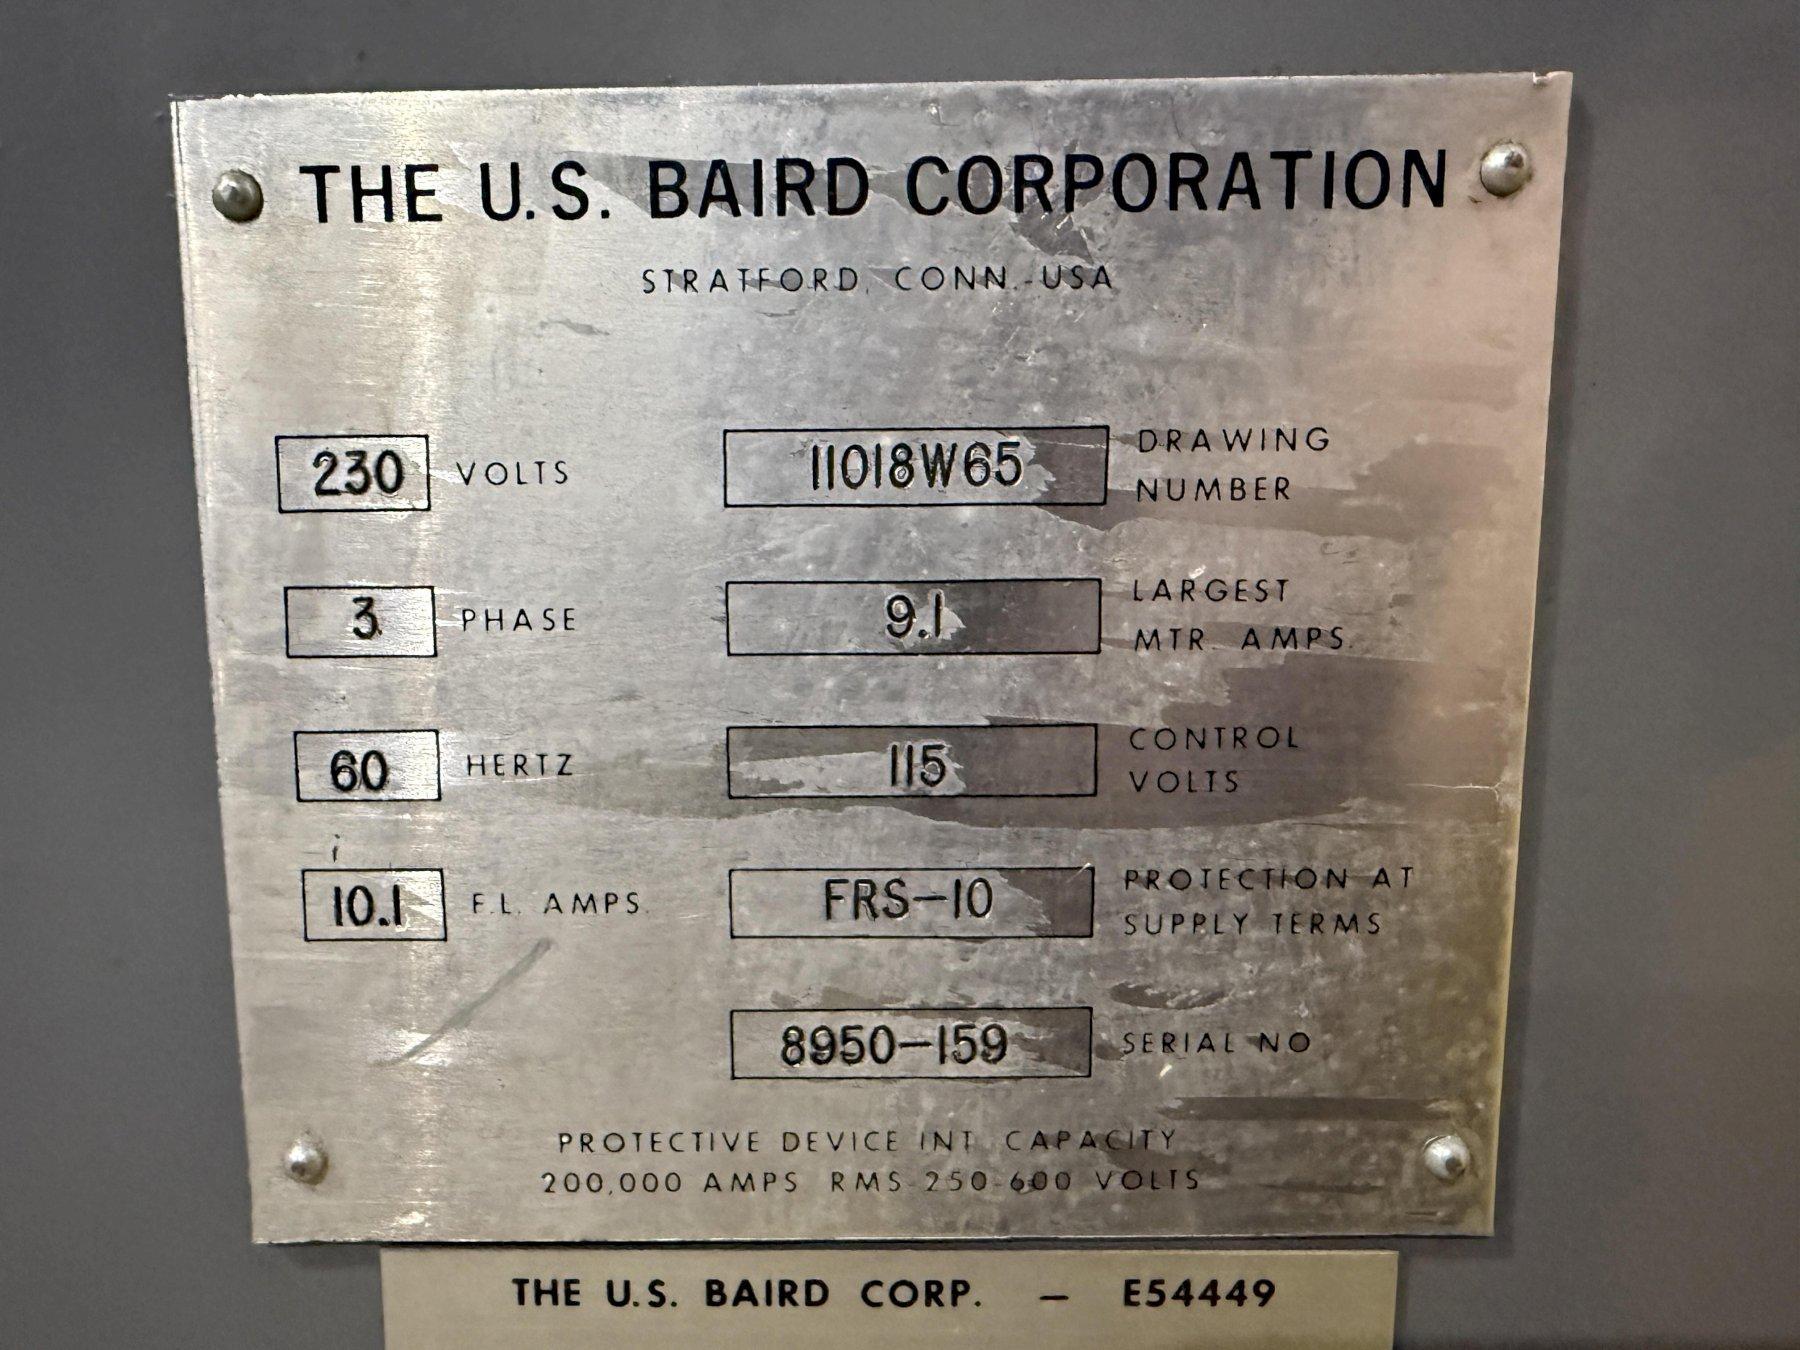 THE U.S. BAIRD CORPORATION
STRATFORD, CONN.-USA
230 VOLTS
11018W65 DRAWING NUMBER
3 PHASE
9.1 LARGEST MTR. AMPS.
60 HERTZ
115 CONTROL VOLTS
10.1 F.L. AMPS.
FRS-10 PROTECTION AT SUPPLY TERMS
8950-159 SERIAL NO
PROTECTIVE DEVICE INT. CAPACITY
200,000 AMPS RMS-250-600 VOLTS
THE U.S. BAIRD CORP. — E54449